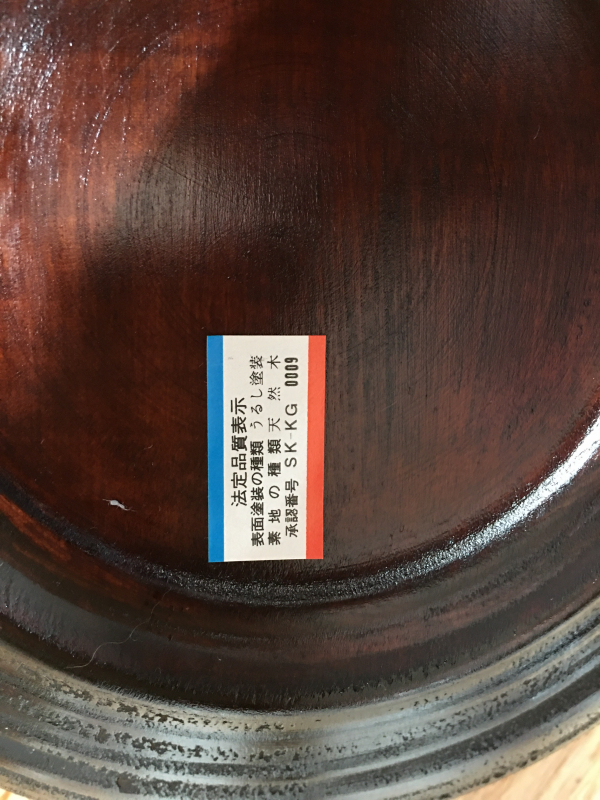 法定品質表示
表面塗装の種類 うるし塗装
素地の種類 天然木
承認番号 SK-KG 0009